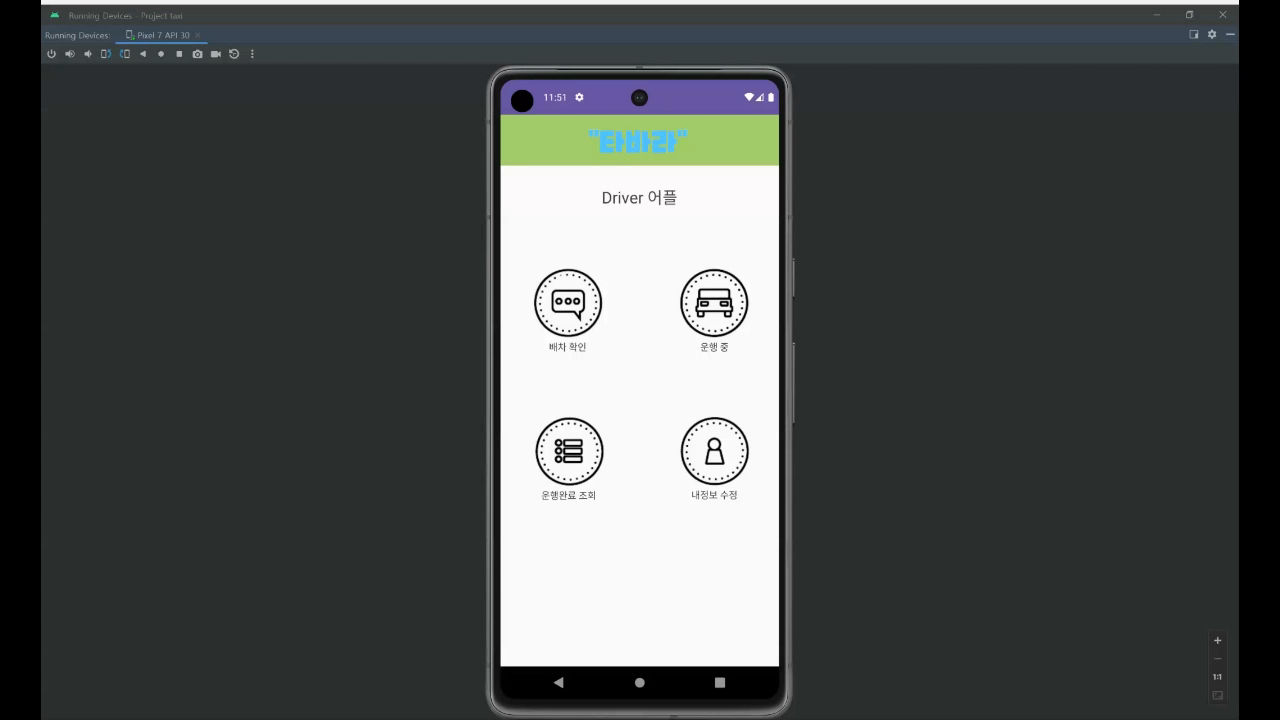 Running Devices - Project taxi
Running Devices:
Pixel 7 API 30
11:51
"타바라"
Driver 어플
배차 확인
운행 중
운행완료 조회
내정보 수정
1:1